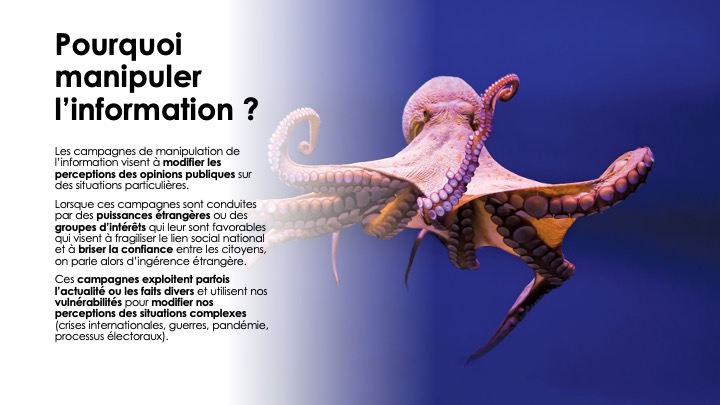 Pourquoi
manipuler
l’information ?
Les campagnes de manipulation de
l’information visent à modifier les
perceptions des opinions publiques sur
des situations particulières.
Lorsque ces campagnes sont conduites
par des puissances étrangères ou des
groupes d’intérêts qui leur sont favorables
qui visent à fragiliser le lien social national
et à briser la confiance entre les citoyens,
on parle alors d’ingérence étrangère.
Ces campagnes exploitent parfois
l’actualité ou les faits divers et utilisent nos
vulnérabilités pour modifier nos
perceptions des situations complexes
(crises internationales, guerres, pandémie,
processus électoraux).